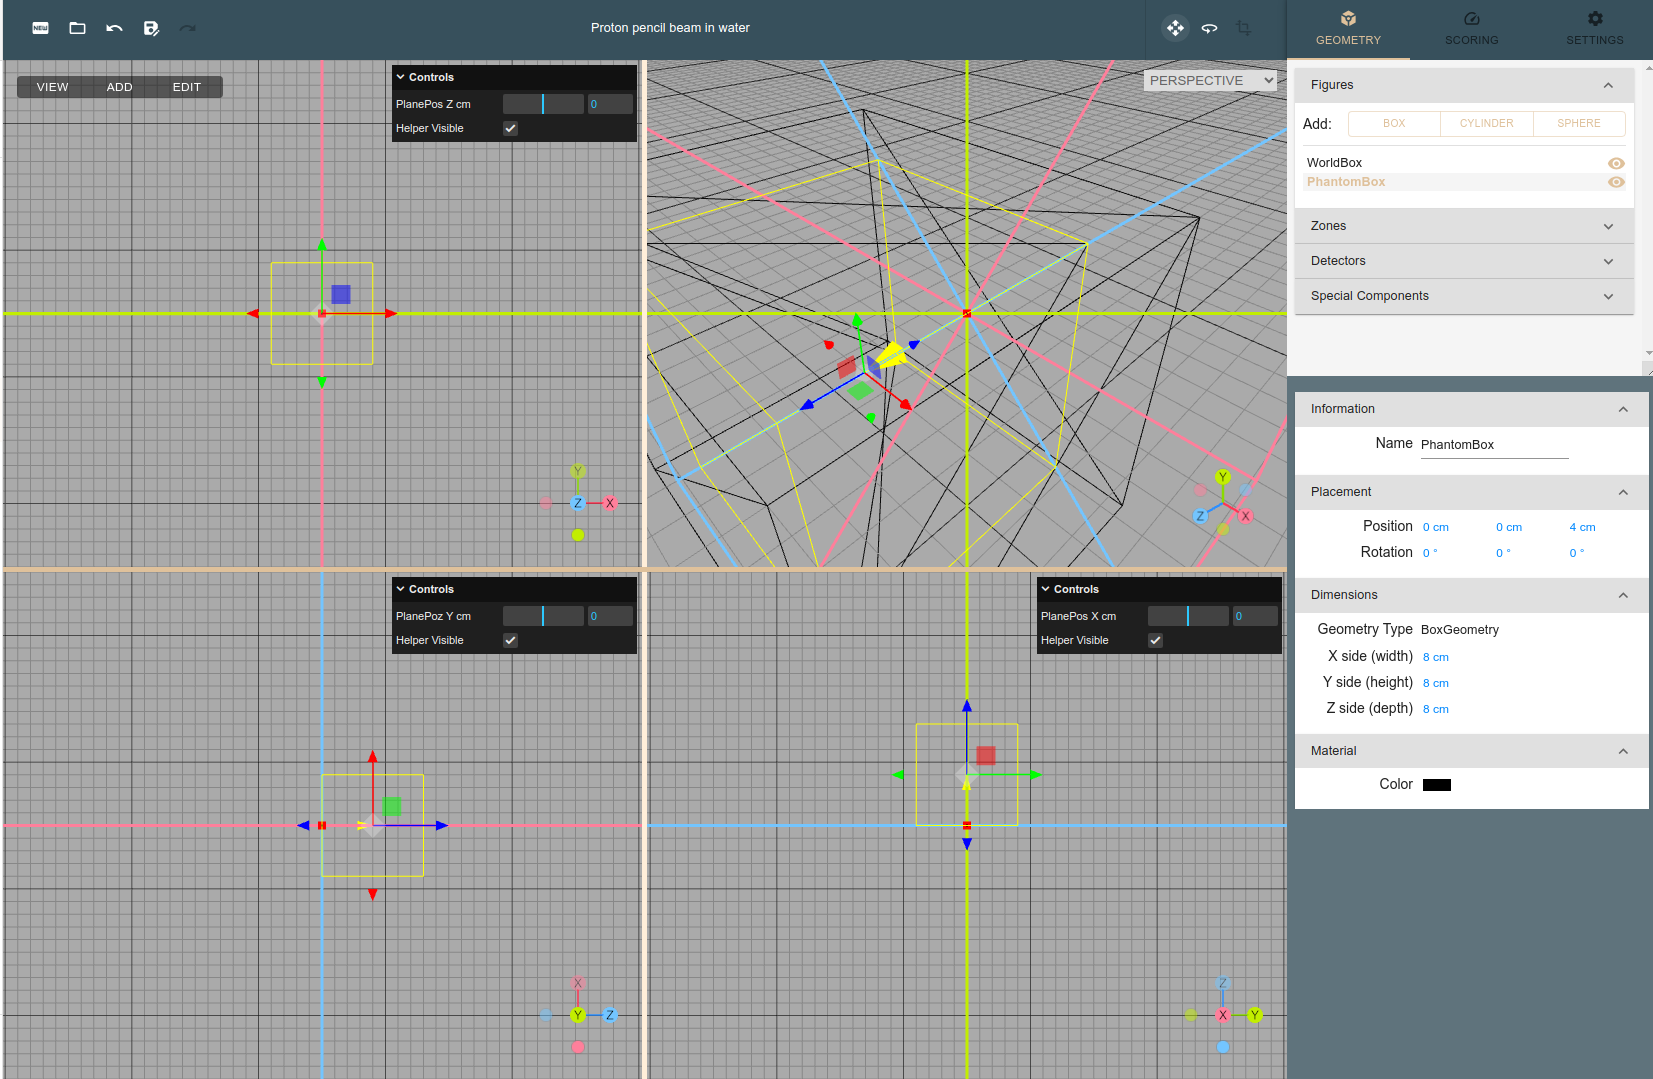 NEW
Proton pencil beam in water
GEOMETRY
SCORING
SETTINGS
VIEW
ADD
EDIT
Controls
PlanePos Z cm
0
Helper Visible
Y
Z
X
PERSPECTIVE
Y
Z
X
Controls
PlanePoz Y cm
0
Helper Visible
X
Y
Z
Controls
PlanePos X cm
0
Helper Visible
Z
X
Y
Figures
Add:
BOX
CYLINDER
SPHERE
WorldBox
PhantomBox
Zones
Detectors
Special Components
Information
Name PhantomBox
Placement
Position 0 cm 0 cm 4 cm
Rotation 0 ° 0 ° 0 °
Dimensions
Geometry Type BoxGeometry
X side (width) 8 cm
Y side (height) 8 cm
Z side (depth) 8 cm
Material
Color